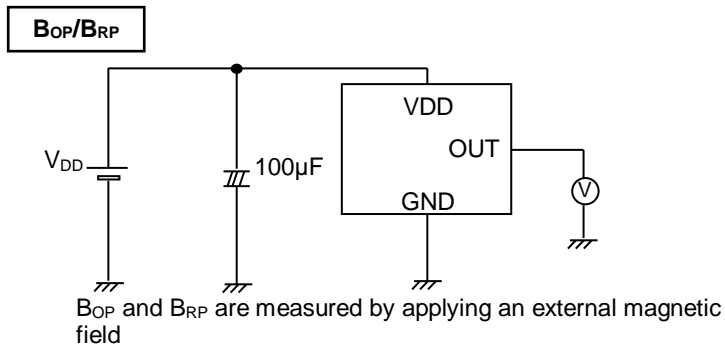 BOP/BRP
VDD
VDD
100µF
OUT
V
GND
BOP and BRP are measured by applying an external magnetic
field